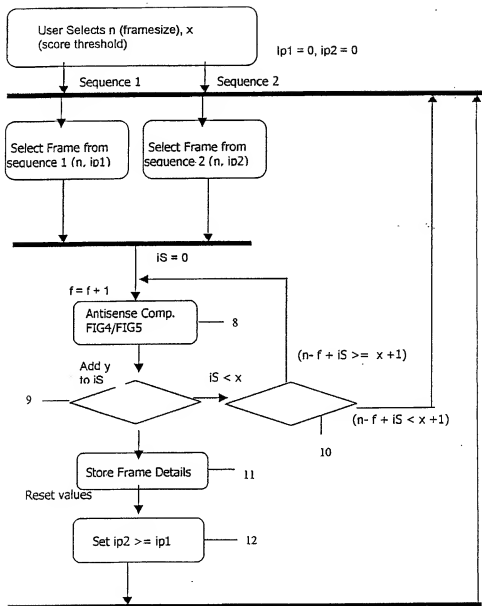 User Selects n (framesize), x
(score threshold)
Ip1 = 0, ip2 = 0
Sequence 1
Sequence 2
Select Frame from
sequence 1 (n, ip1)
Select Frame from
sequence 2 (n, ip2)
iS = 0
f = f + 1
Antisense Comp.
FIG4/FIG5
8
(n- f + iS >= x +1)
Add y
to iS
iS < x
9
(n- f + iS < x +1)
10
Store Frame Details
11
Reset values
Set ip2 >= ip1
12